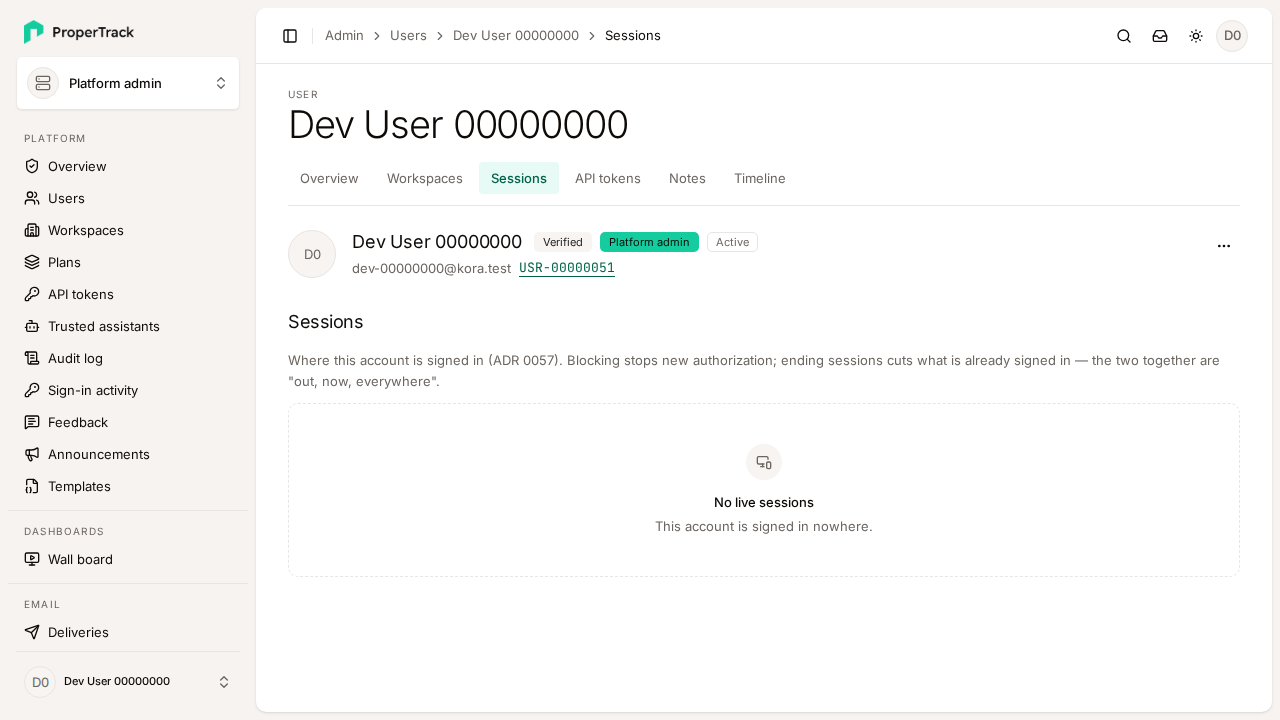 ProperTrack
Platform admin
PLATFORM
Overview
Users
Workspaces
Plans
API tokens
Trusted assistants
Audit log
Sign-in activity
Feedback
Announcements
Templates
DASHBOARDS
Wall board
EMAIL
Deliveries
D0 Dev User 00000000
Admin > Users > Dev User 00000000 > Sessions
D0
USER
Dev User 00000000
Overview Workspaces Sessions API tokens Notes Timeline
D0
Dev User 00000000 Verified Platform admin Active
dev-00000000@kora.test USR-00000051
Sessions
Where this account is signed in (ADR 0057). Blocking stops new authorization; ending sessions cuts what is already signed in — the two together are
"out, now, everywhere".
No live sessions
This account is signed in nowhere.